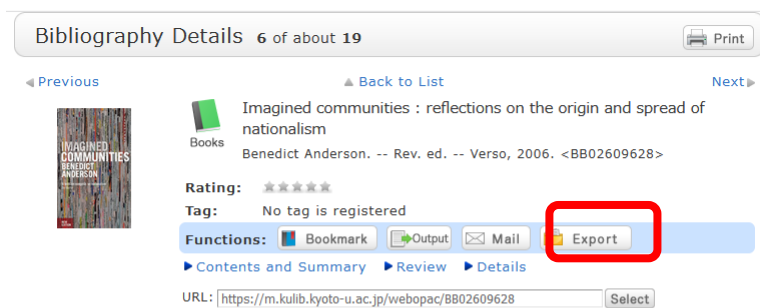 Bibliography Details 6 of about 19 Print
Previous Back to List Next
IMAGINED
COMMUNITIES
BENEDICT
ANDERSON
Books
Imagined communities : reflections on the origin and spread of
nationalism
Benedict Anderson. -- Rev. ed. -- Verso, 2006. <BB02609628>
Rating:
Tag: No tag is registered
Functions: Bookmark Output Mail Export
Contents and Summary Review Details
URL: https://m.kulib.kyoto-u.ac.jp/webopac/BB02609628 Select